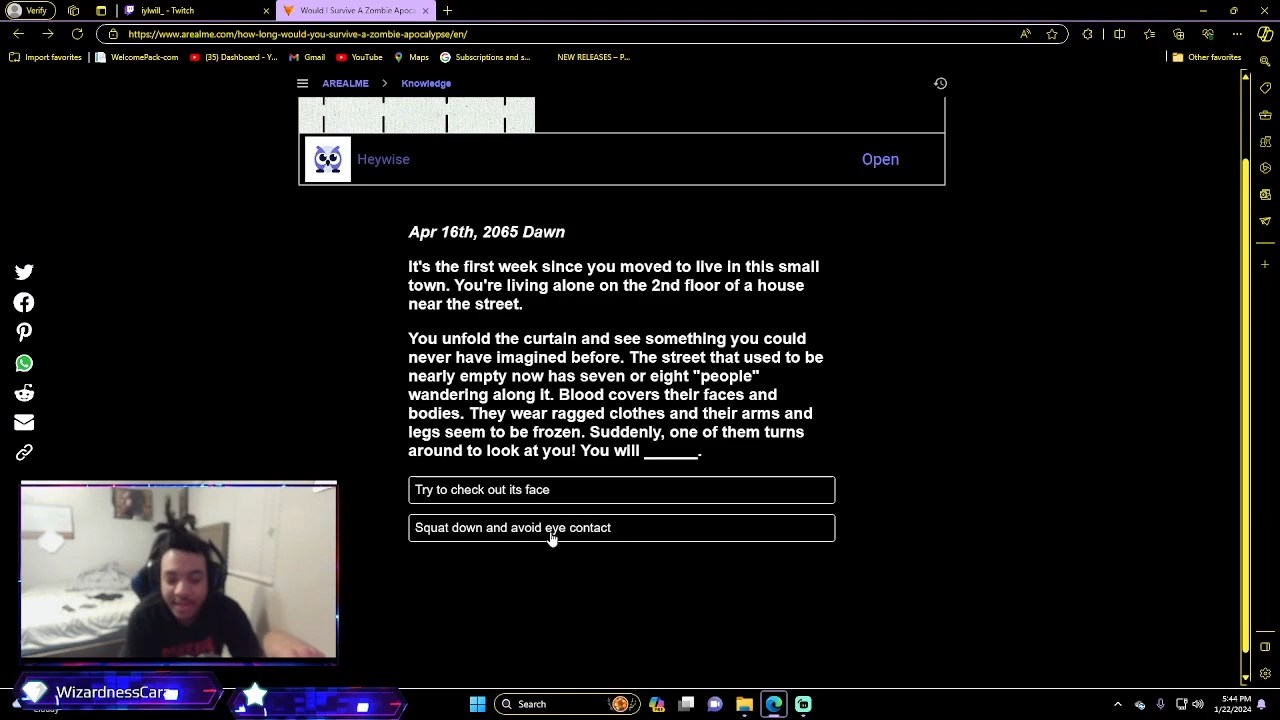 Verify
iylwill_ - Twitch
Would I Survive A Zombie Apoca
https://www.arealme.com/how-long-would-you-survive-a-zombie-apocalypse/en/
Import favorites
WelcomePack-com
(35) Dashboard - Y...
Gmail
YouTube
Maps
Subscriptions and s...
NEW RELEASES – P...
Other favorites
AREALME > Knowledge
Heywise
Open
Apr 16th, 2065 Dawn
It's the first week since you moved to live in this small
town. You're living alone on the 2nd floor of a house
near the street.
You unfold the curtain and see something you could
never have imagined before. The street that used to be
nearly empty now has seven or eight "people"
wandering along it. Blood covers their faces and
bodies. They wear ragged clothes and their arms and
legs seem to be frozen. Suddenly, one of them turns
around to look at you! You will ______.
Try to check out its face
Squat down and avoid eye contact
WizardnessCara
Cloudy
Search
5:44 PM
1/22/2024